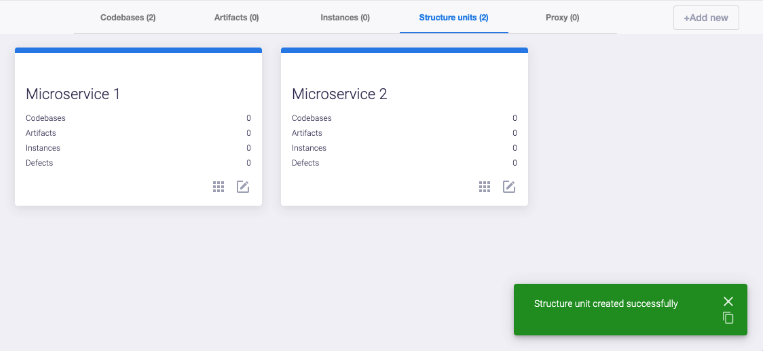 Codebases (2) Artifacts (0) Instances (0) Structure units (2) Proxy (0) +Add new
Microservice 1
Codebases 0
Artifacts 0
Instances 0
Defects 0
Microservice 2
Codebases 0
Artifacts 0
Instances 0
Defects 0
Structure unit created successfully